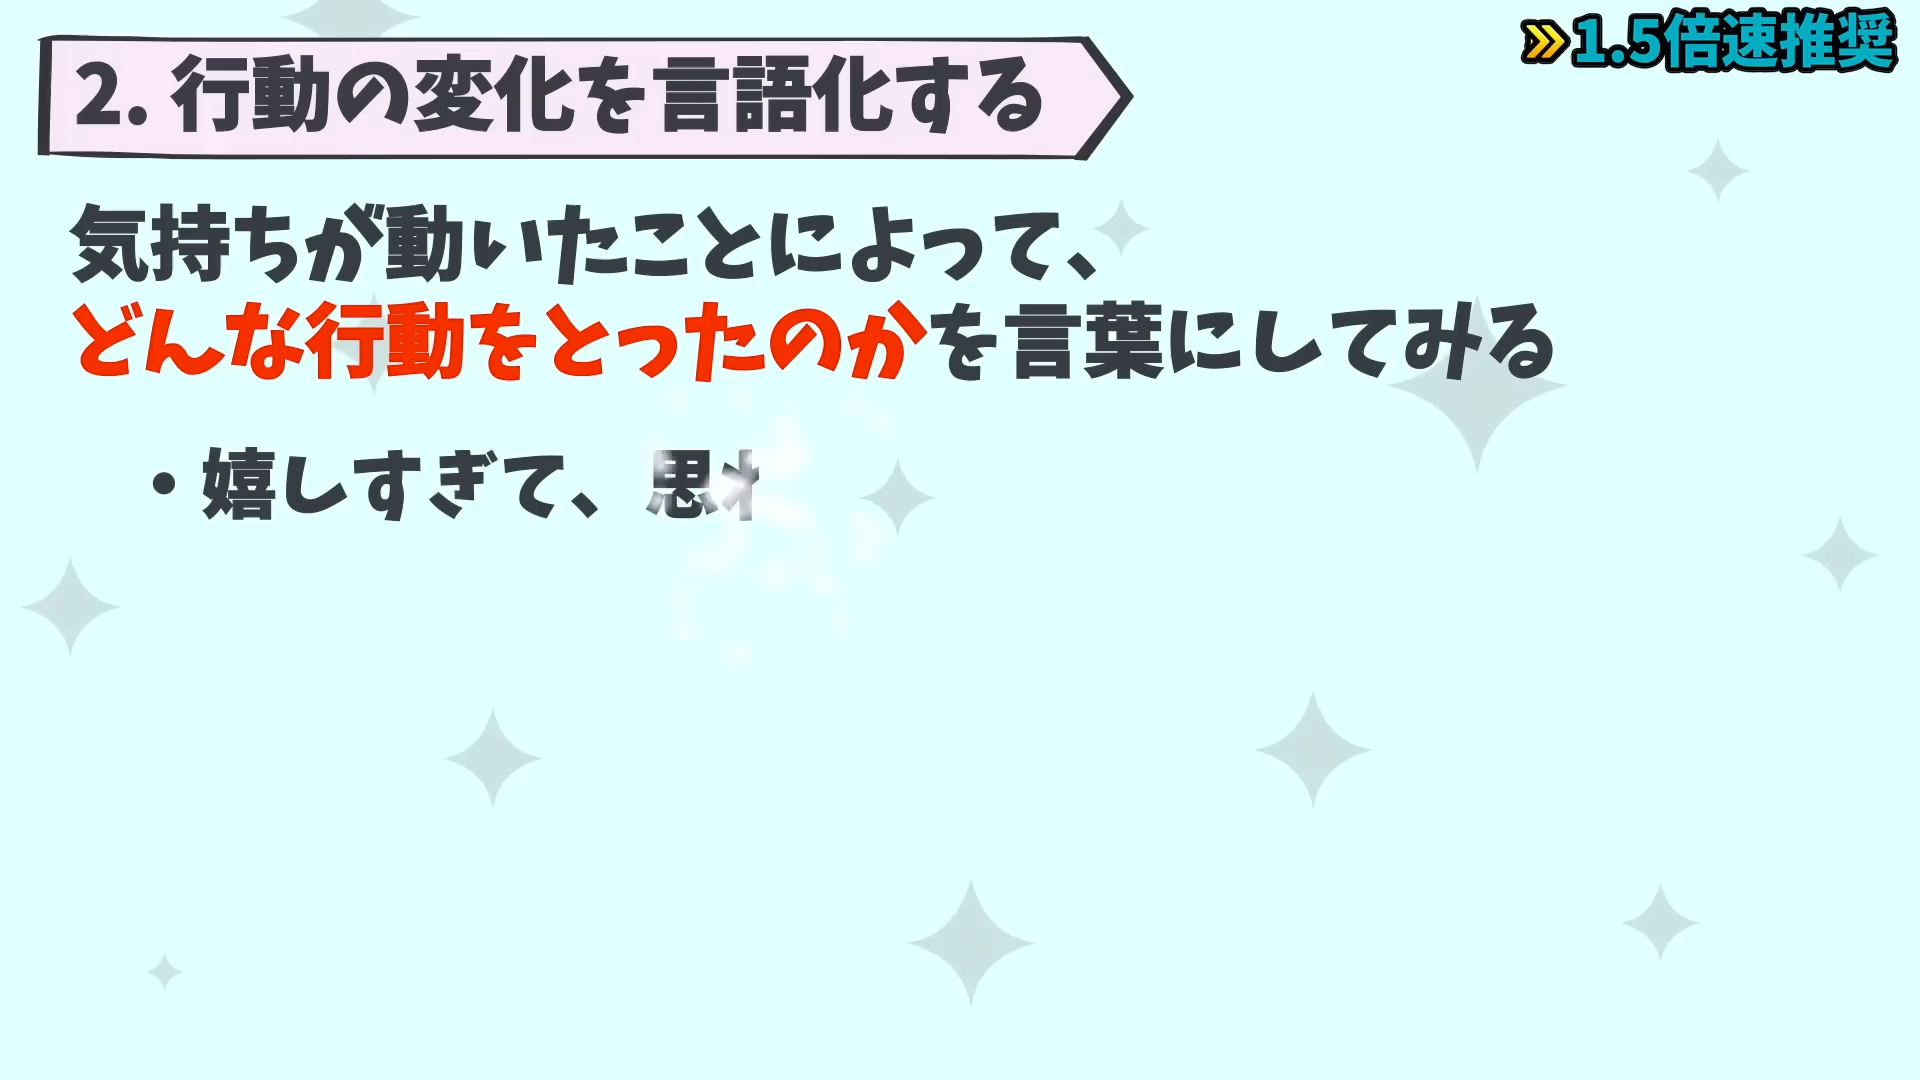 1.5倍速推奨
2. 行動の変化を言語化する
気持ちが動いたことによって、
どんな行動をとったのかを言葉にしてみる
・嬉しすぎて、思